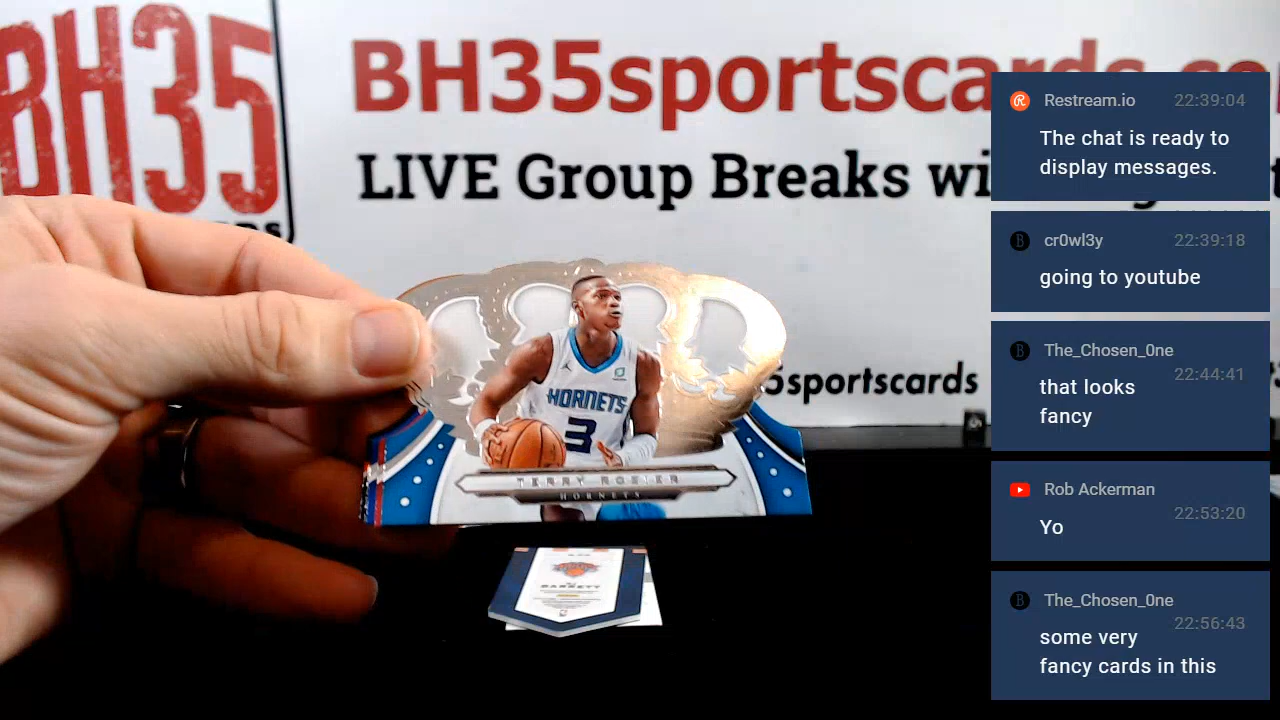 BH35
BH35sportsca
LIVE Group Breaks wi
5sportscards
HORNETS
3
TERRY ROZIER
HORNETS
BARRETT
Restream.io 22:39:04
The chat is ready to
display messages.
cr0wl3y 22:39:18
going to youtube
The_Chosen_0ne
22:44:41
that looks
fancy
Rob Ackerman
22:53:20
Yo
The_Chosen_0ne
22:56:43
some very
fancy cards in this